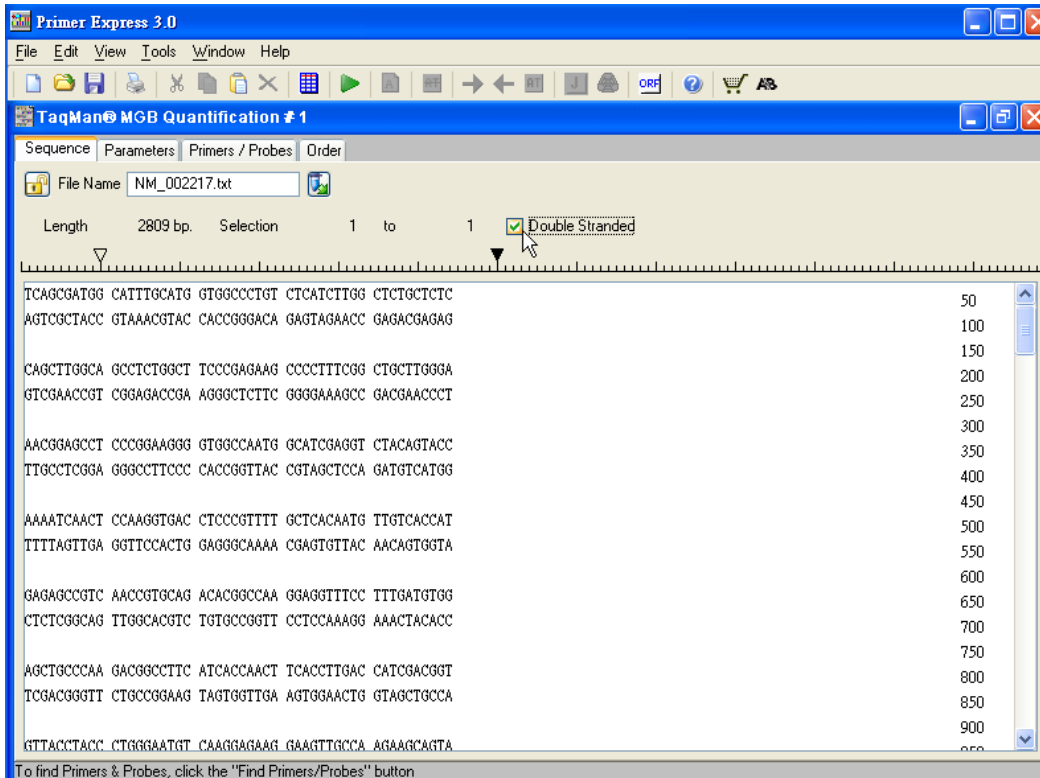 Primer Express 3.0
File Edit View Tools Window Help
ORF
TaqMan® MGB Quantification #1
Sequence Parameters Primers / Probes Order
File Name NM_002217.txt
Length 2809 bp. Selection 1 to 1 Double Stranded
TCAGCGATGG CATTTGCATG GTGGCCCTGT CTCATCTTGG CTCTGCTCTC 50
AGTCGCTACC GTAAACGTAC CACCGGGACA GAGTAGAACC GAGACGAGAG 100
150
CAGCTTGGCA GCCTCTGGCT TCCCGAGAAG CCCCTTTCGG CTGCTTGGGA 200
GTCGAACCGT CGGAGACCGA AGGGCTCTTC GGGGAAAGCC GACGAACCCT 250
300
AACGGAGCCT CCCGGAAGGG GTGGCCAATG GCATCGAGGT CTACAGTACC 350
TTGCCTCGGA GGGCCTTCCC CACCGGTTAC CGTAGCTCCA GATGTCATGG 400
450
AAAATCAACT CCAAGGTGAC CTCCCGTTTT GCTCACAATG TTGTCACCAT 500
TTTTAGTTGA GGTTCCACTG GAGGGCAAAA CGAGTGTTAC AACAGTGGTA 550
600
GAGAGCCGTC AACCGTGCAG ACACGGCCAA GGAGGTTTCC TTTGATGTGG 650
CTCTCGGCAG TTGGCACGTC TGTGCCGGTT CCTCCAAAGG AAACTACACC 700
750
AGCTGCCCAA GACGGCCTTC ATCACCAACT TCACCTTGAC CATCGACGGT 800
TCGACGGGTT CTGCCGGAAG TAGTGGTTGA AGTGGAACTG GTAGCTGCCA 850
900
GTTACCTACC CTGGGAATGT CAAGGAGAAG GAAGTTGCCA AGAAGCAGTA
To find Primers & Probes, click the "Find Primers/Probes" button